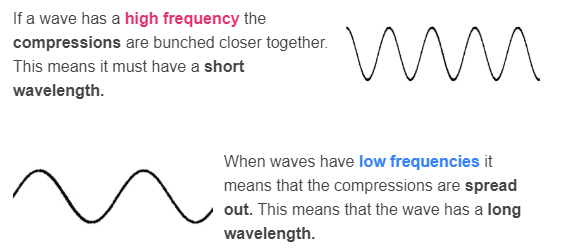 If a wave has a high frequency the
compressions are bunched closer together.
This means it must have a short
wavelength.
When waves have low frequencies it
means that the compressions are spread
out. This means that the wave has a long
wavelength.